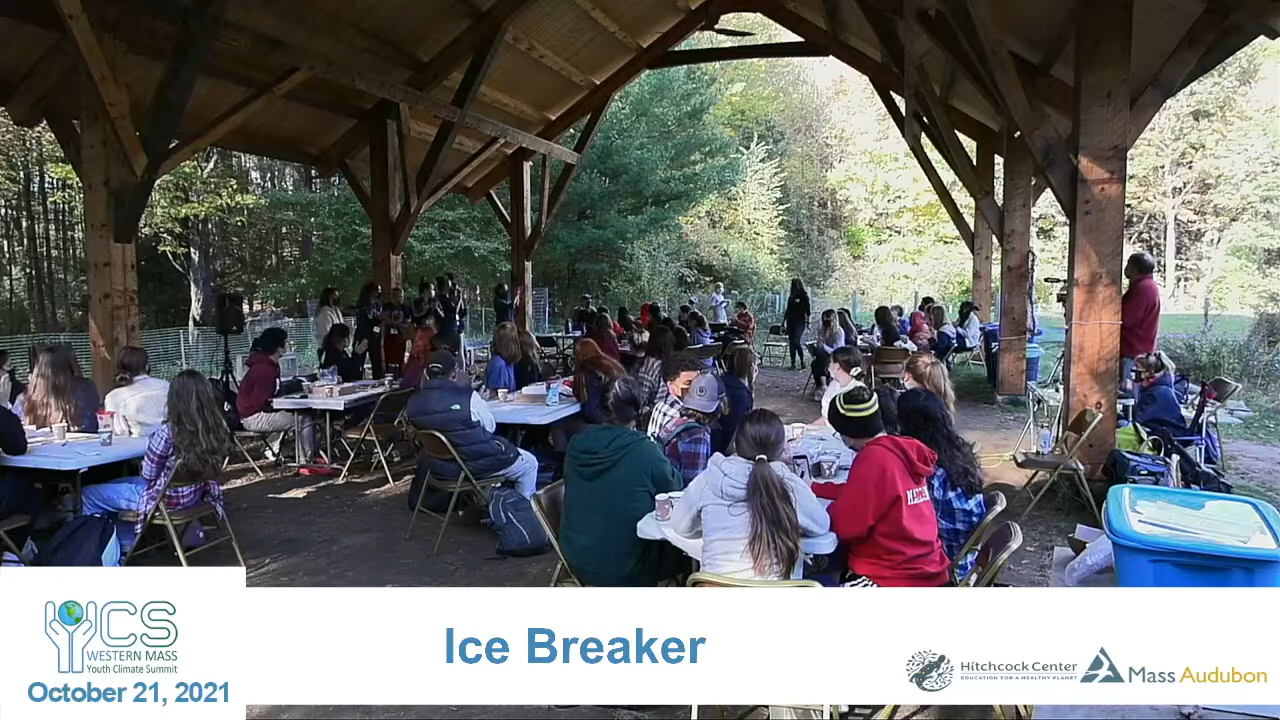 YCS
WESTERN MASS
Youth Climate Summit
October 21, 2021
Ice Breaker
Hitchcock Center
EDUCATION FOR A HEALTHY PLANET
Mass Audubon